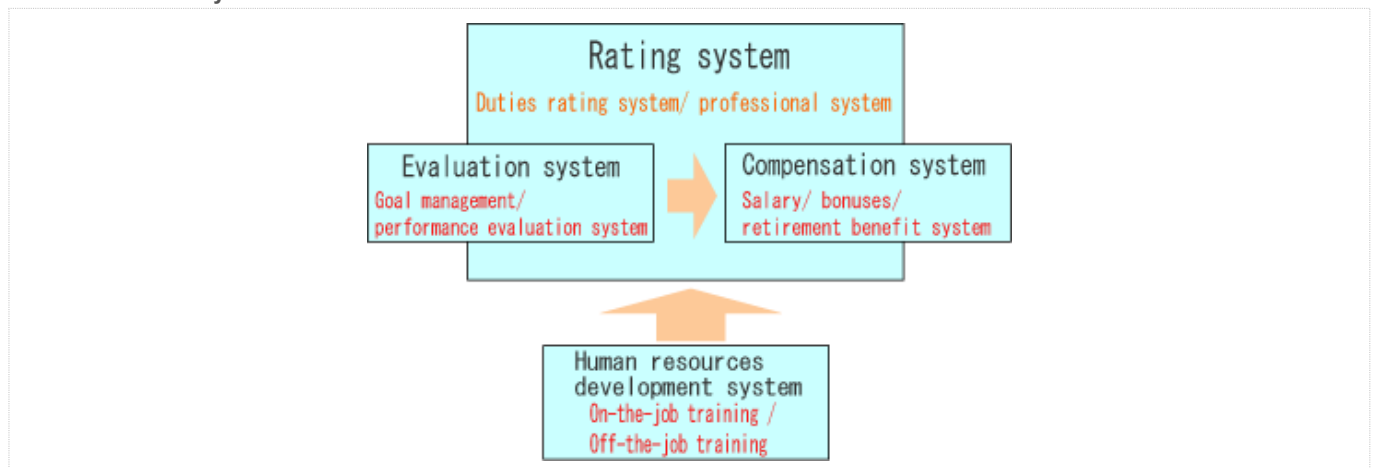 Rating system
Duties rating system/ professional system
Evaluation system
Goal management/
performance evaluation system
Compensation system
Salary/ bonuses/
retirement benefit system
Human resources
development system
On-the-job training /
Off-the-job training